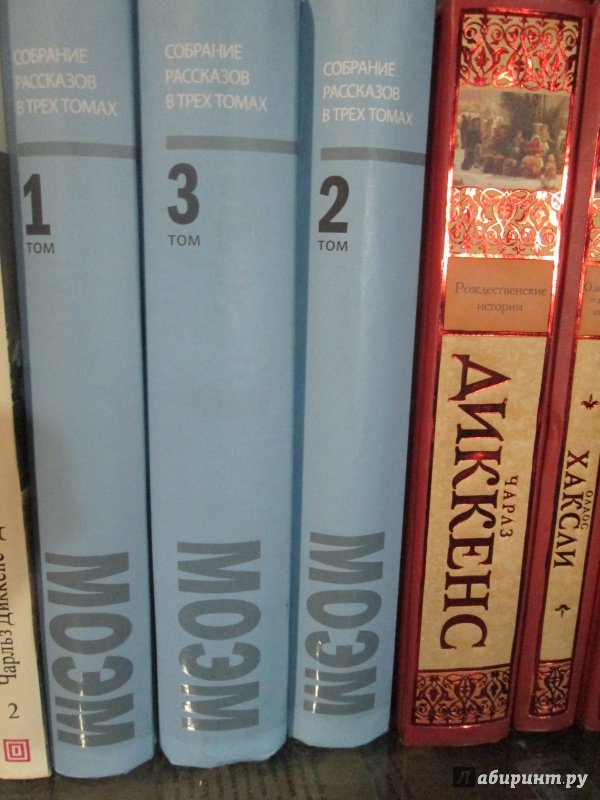 Чарльз Диккенс
2
СОБРАНИЕ
РАССКАЗОВ
В ТРЕХ ТОМАХ
1
ТОМ
МОЭМ
СОБРАНИЕ
РАССКАЗОВ
В ТРЕХ ТОМАХ
3
ТОМ
МОЭМ
СОБРАНИЕ
РАССКАЗОВ
В ТРЕХ ТОМАХ
2
ТОМ
МОЭМ
Рождественские
истории
ЧАРЛЗ
ДИККЕНС
ОЛДОС
ХАКСЛИ
лабиринт.ру